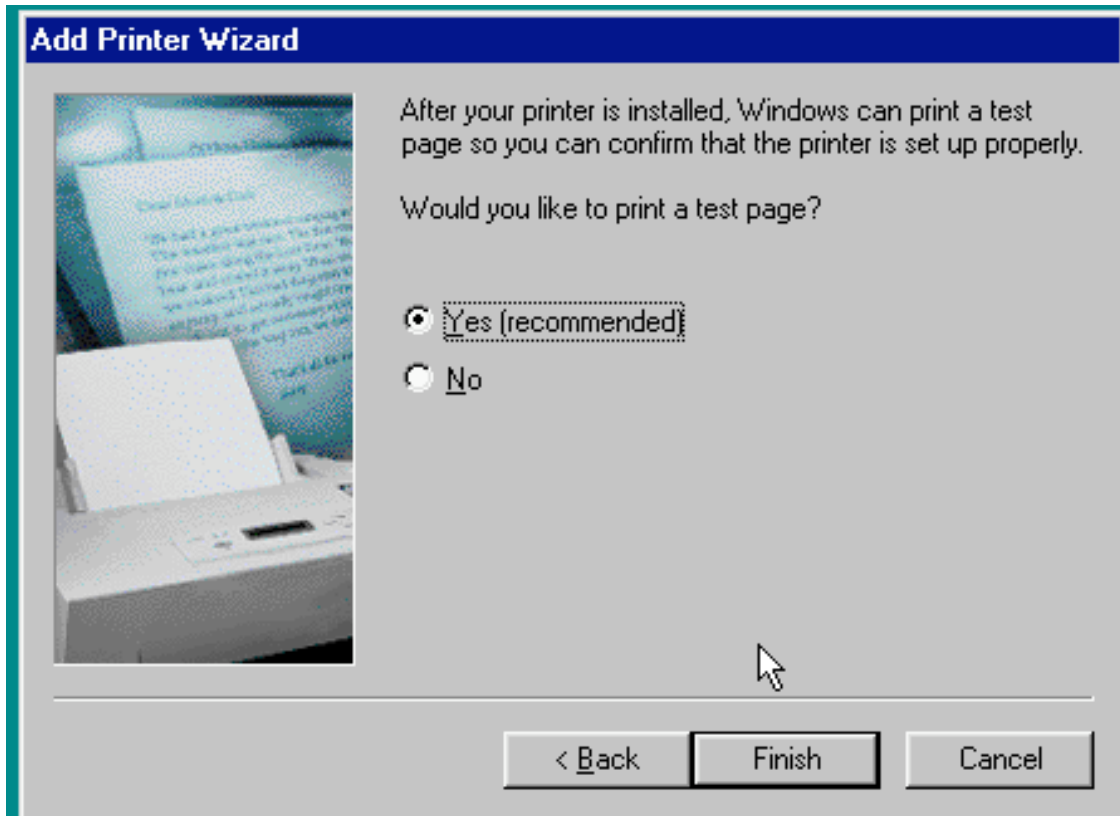 Add Printer Wizard
After your printer is installed, Windows can print a test
page so you can confirm that the printer is set up properly.
Would you like to print a test page?
Yes (recommended)
No
< Back
Finish
Cancel